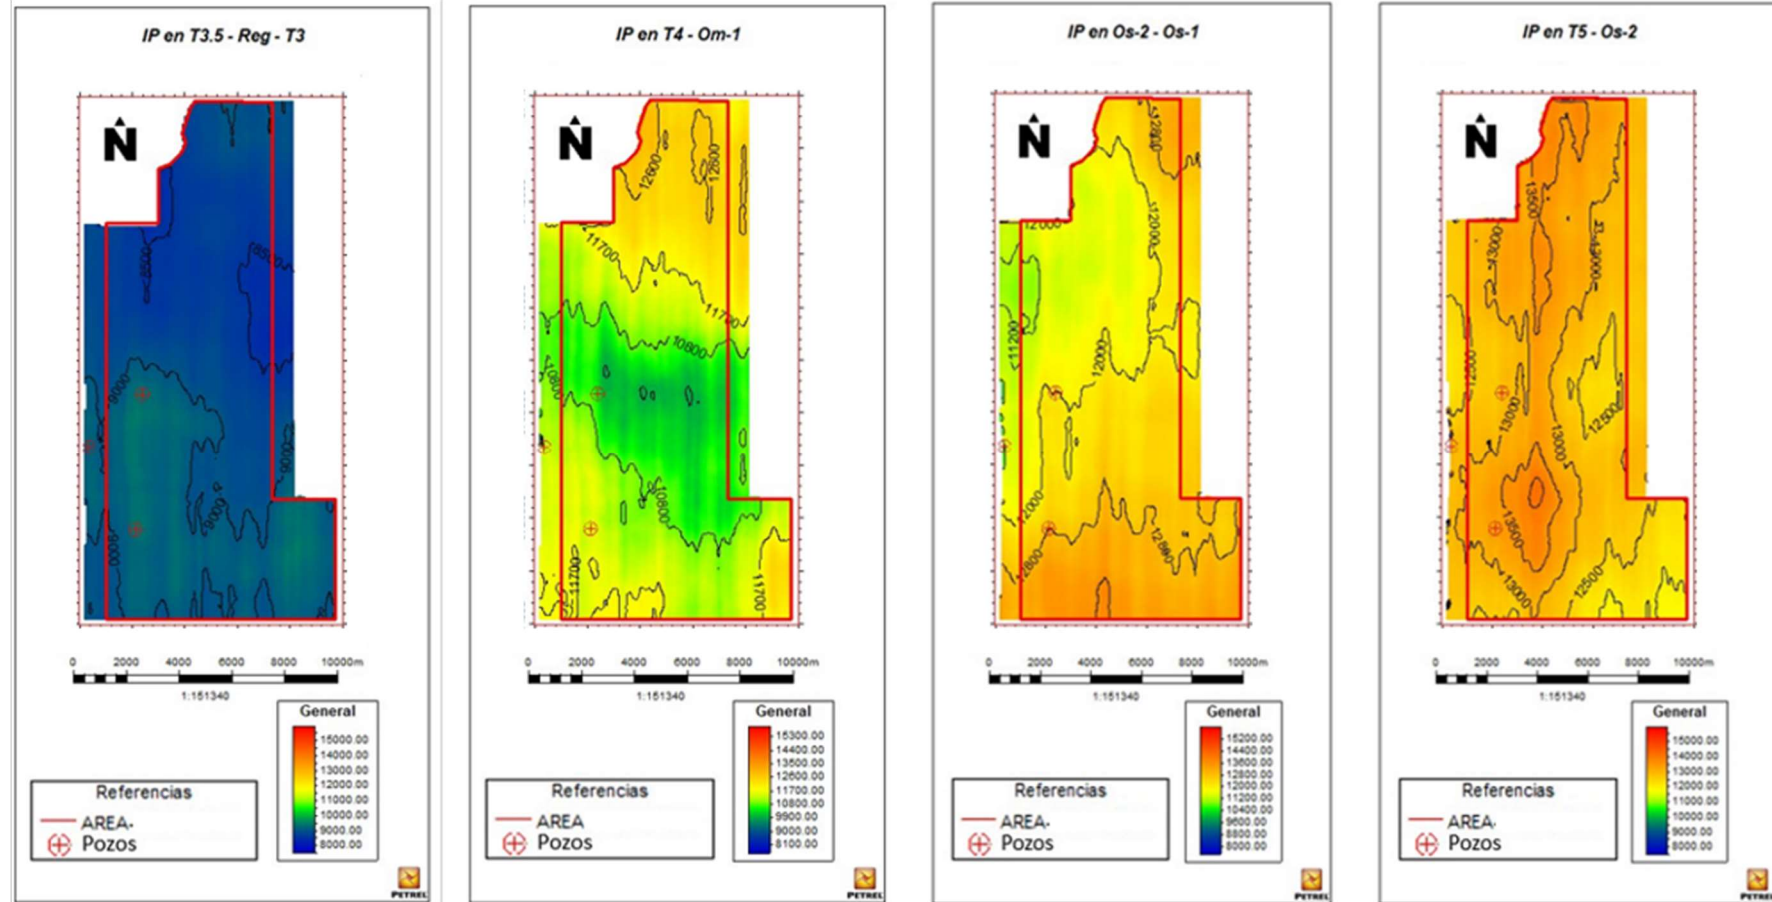 IP en T3.5 - Reg - T3
N
8500
8500
9000
9000
9000
9000
0 2000 4000 6000 8000 10000m
1:151340
General
15000.00
14000.00
13000.00
12000.00
11000.00
10000.00
9000.00
8000.00
Referencias
AREA.
Pozos
PETREL
IP en T4 - Om-1
N
12600
12600
11700
11700
10800
10800
10800
11700
11700
0 2000 4000 6000 8000 10000m
1:151340
General
15300.00
14400.00
13500.00
12600.00
11700.00
10800.00
9900.00
9000.00
8100.00
Referencias
AREA
Pozos
PETREL
IP en Os-2 - Os-1
N
12800
12000
12000
11200
12000
12000
12800
12800
0 2000 4000 6000 8000 10000m
1:151340
General
15200.00
14400.00
13600.00
12800.00
12000.00
11200.00
10400.00
9600.00
8800.00
8000.00
Referencias
AREA.
Pozos
PETREL
IP en T5 - Os-2
N
13500
13000
13000
12500
13000
12500
13000
13500
13000
12500
0 2000 4000 6000 8000 10000m
1:151340
General
15000.00
14000.00
13000.00
12000.00
11000.00
10000.00
9000.00
8000.00
Referencias
AREA.
Pozos
PETREL